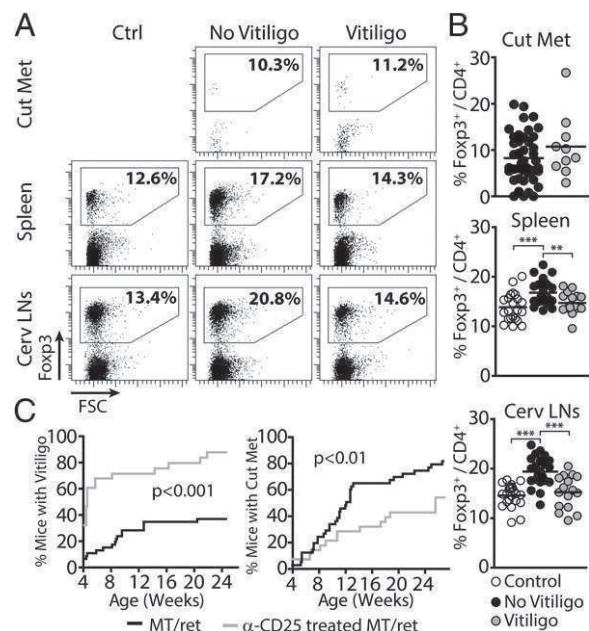 A
Ctrl No Vitiligo Vitiligo
Cut Met
10.3% 11.2%
Spleen
12.6% 17.2% 14.3%
Cerv LNs
13.4% 20.8% 14.6%
Foxp3
FSC
B
Cut Met
% Foxp3+ / CD4+
30
20
10
0
Spleen
% Foxp3+ / CD4+
30
20
10
0
*** **
Cerv LNs
% Foxp3+ / CD4+
30
20
10
0
*** ***
Control
No Vitiligo
Vitiligo
C
% Mice with Vitiligo
100
80
60
40
20
0
p<0.001
4 8 12 16 20 24
Age (Weeks)
% Mice with Cut Met
100
80
60
40
20
0
p<0.01
4 8 12 16 20 24
Age (Weeks)
MT/ret α-CD25 treated MT/ret